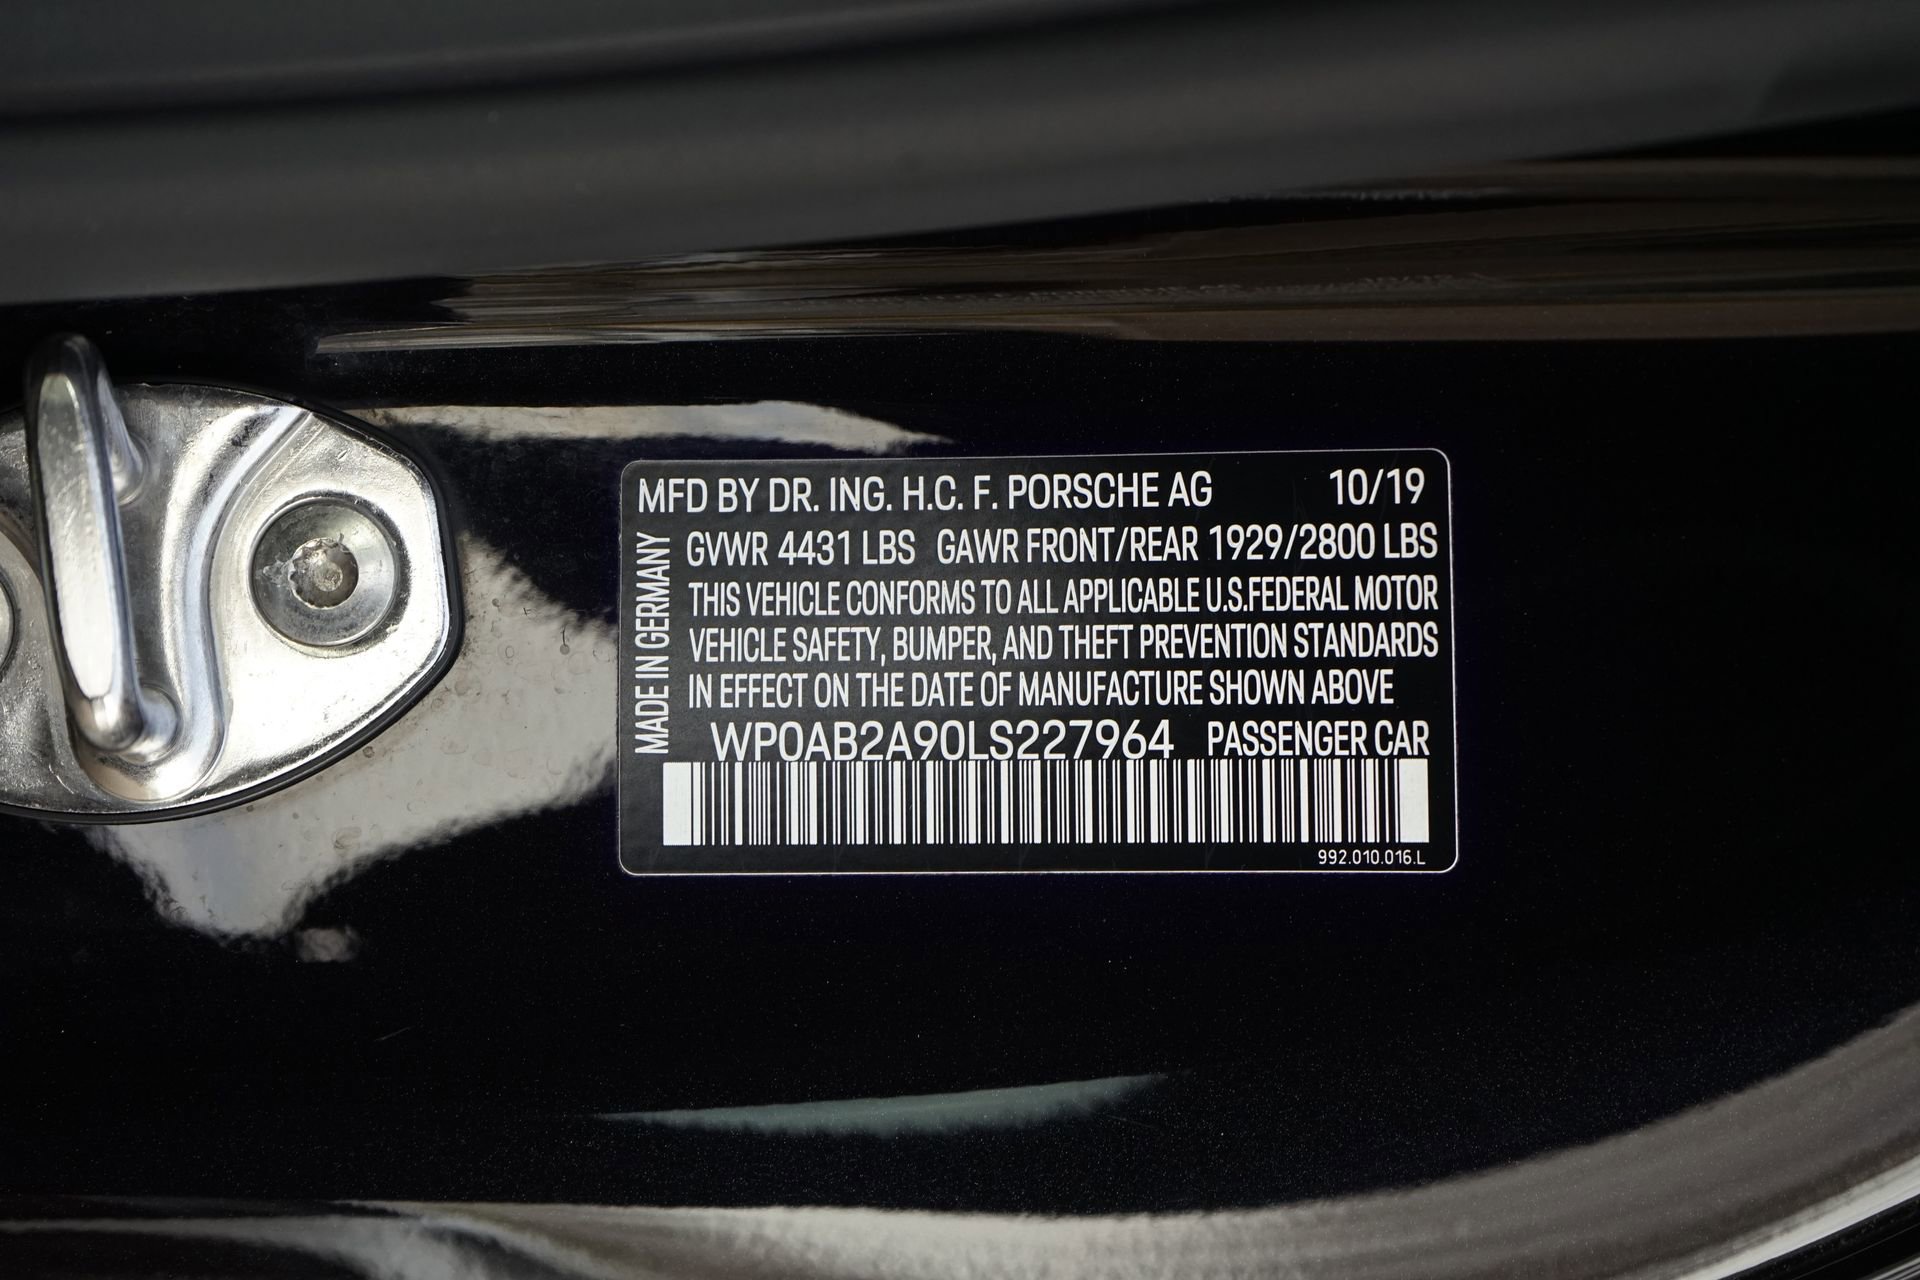 MFD BY DR. ING. H.C. F. PORSCHE AG 10/19
GVWR 4431 LBS GAWR FRONT/REAR 1929/2800 LBS
THIS VEHICLE CONFORMS TO ALL APPLICABLE U.S.FEDERAL MOTOR
VEHICLE SAFETY, BUMPER, AND THEFT PREVENTION STANDARDS
IN EFFECT ON THE DATE OF MANUFACTURE SHOWN ABOVE
WP0AB2A90LS227964 PASSENGER CAR
992.010.016.L
MADE IN GERMANY